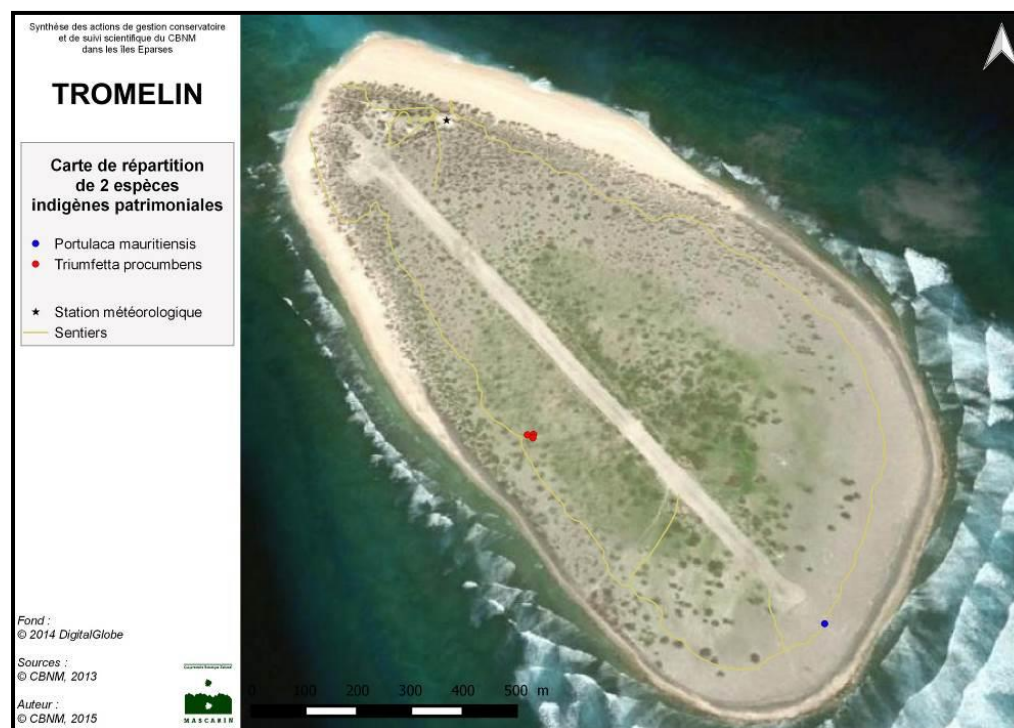 Synthèse des actions de gestion conservatoire
et de suivi scientifique du CBNM
dans les îles Eparses
TROMELIN
Carte de répartition
de 2 espèces
indigènes patrimoniales
Portulaca mauritiensis
Triumfetta procumbens
Station météorologique
Sentiers
Fond :
© 2014 DigitalGlobe
Sources :
© CBNM, 2013
Auteur :
© CBNM, 2015
MASCARIN
0 100 200 300 400 500 m